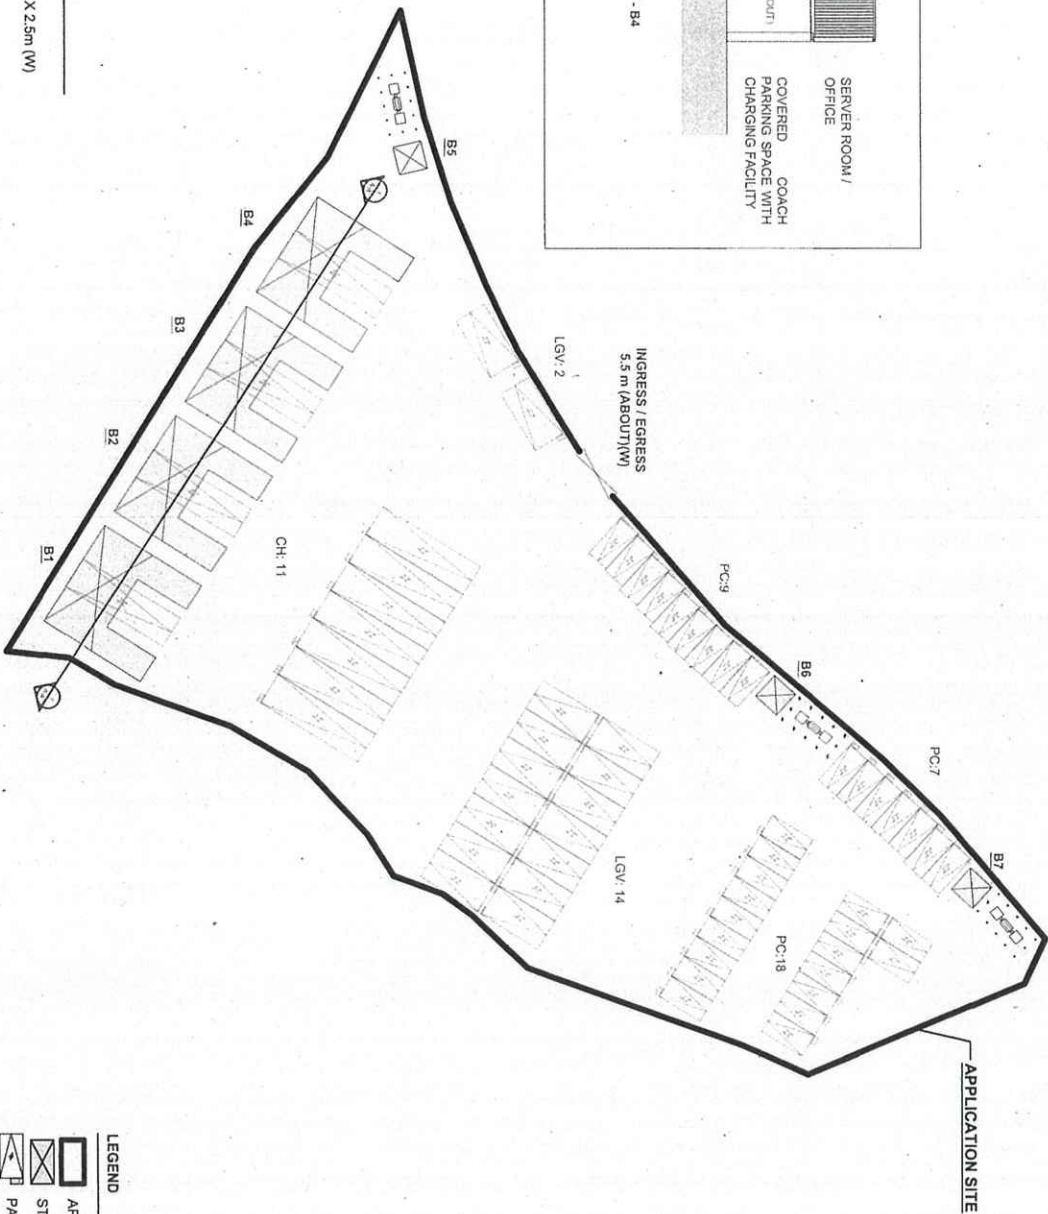 SERVER ROOM /
OFFICE
COVERED COACH
PARKING SPACE WITH
CHARGING FACILITY
- B4
X 2.5m (W)
B5
B4
B3
B2
B1
LGV: 2
INGRESS / EGRESS
5.5 m (ABOUT)(W)
CH: 11
PC:9
B6
PC:7
B7
LGV: 14
PC:18
APPLICATION SITE
LEGEND